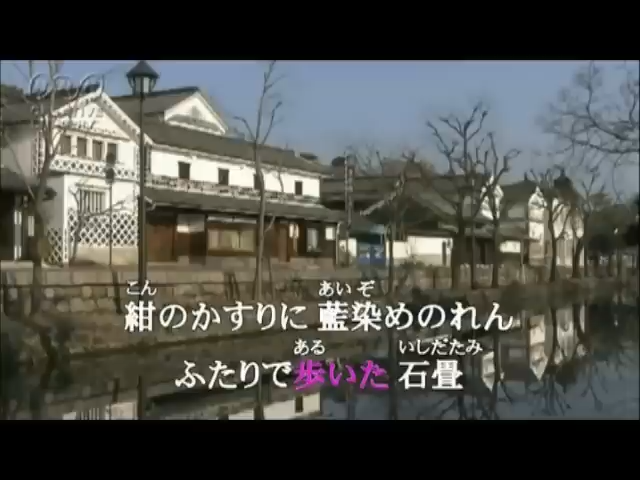 こん あいぞ
紺のかすりに 藍染めのれん
ある いしだたみ
ふたりで歩いた 石畳